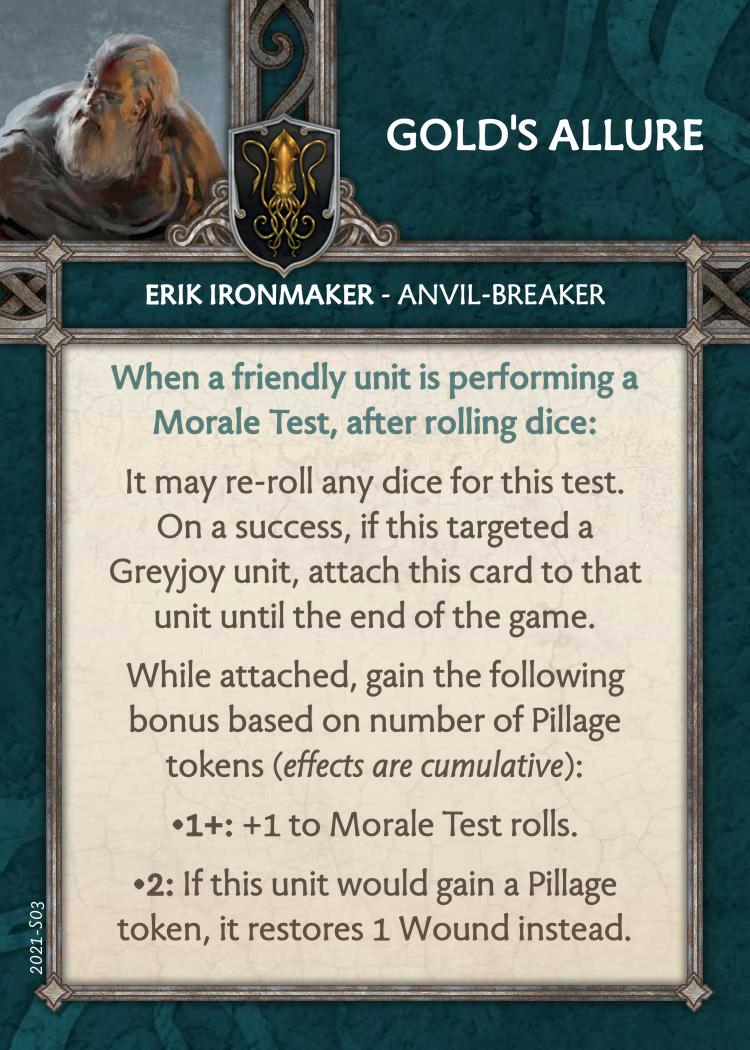 GOLD'S ALLURE
ERIK IRONMAKER - ANVIL-BREAKER
When a friendly unit is performing a
Morale Test, after rolling dice:
It may re-roll any dice for this test.
On a success, if this targeted a
Greyjoy unit, attach this card to that
unit until the end of the game.
While attached, gain the following
bonus based on number of Pillage
tokens (effects are cumulative):
•1+: +1 to Morale Test rolls.
•2: If this unit would gain a Pillage
token, it restores 1 Wound instead.
2021-S03